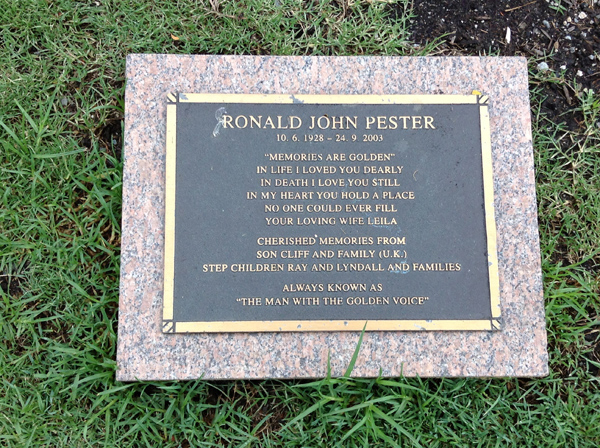 RONALD JOHN PESTER
10. 6. 1928 – 24. 9. 2003
"MEMORIES ARE GOLDEN"
IN LIFE I LOVED YOU DEARLY
IN DEATH I LOVE YOU STILL
IN MY HEART YOU HOLD A PLACE
NO ONE COULD EVER FILL
YOUR LOVING WIFE LEILA
CHERISHED MEMORIES FROM
SON CLIFF AND FAMILY (U.K.)
STEP CHILDREN RAY AND LYNDALL AND FAMILIES
ALWAYS KNOWN AS
"THE MAN WITH THE GOLDEN VOICE"